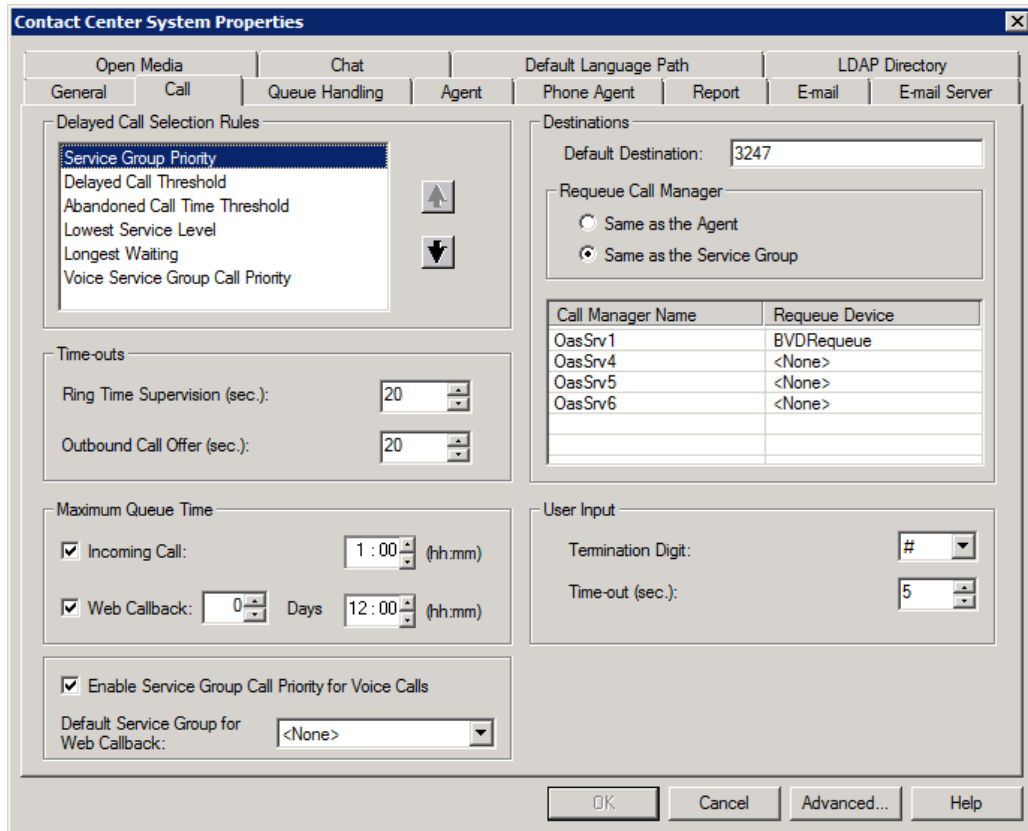 Contact Center System Properties
Open Media Chat Default Language Path LDAP Directory
General Call Queue Handling Agent Phone Agent Report E-mail E-mail Server
Delayed Call Selection Rules
Service Group Priority
Delayed Call Threshold
Abandoned Call Time Threshold
Lowest Service Level
Longest Waiting
Voice Service Group Call Priority
Time-outs
Ring Time Supervision (sec.): 20
Outbound Call Offer (sec.): 20
Maximum Queue Time
Incoming Call: 1:00 (hh:mm)
Web Callback: 0 Days 12:00 (hh:mm)
Enable Service Group Call Priority for Voice Calls
Default Service Group for
Web Callback: <None>
Destinations
Default Destination: 3247
Requeue Call Manager
Same as the Agent
Same as the Service Group
Call Manager Name Requeue Device
OasSrv1 BVDRequeue
OasSrv4 <None>
OasSrv5 <None>
OasSrv6 <None>
User Input
Termination Digit: #
Time-out (sec.): 5
OK Cancel Advanced... Help